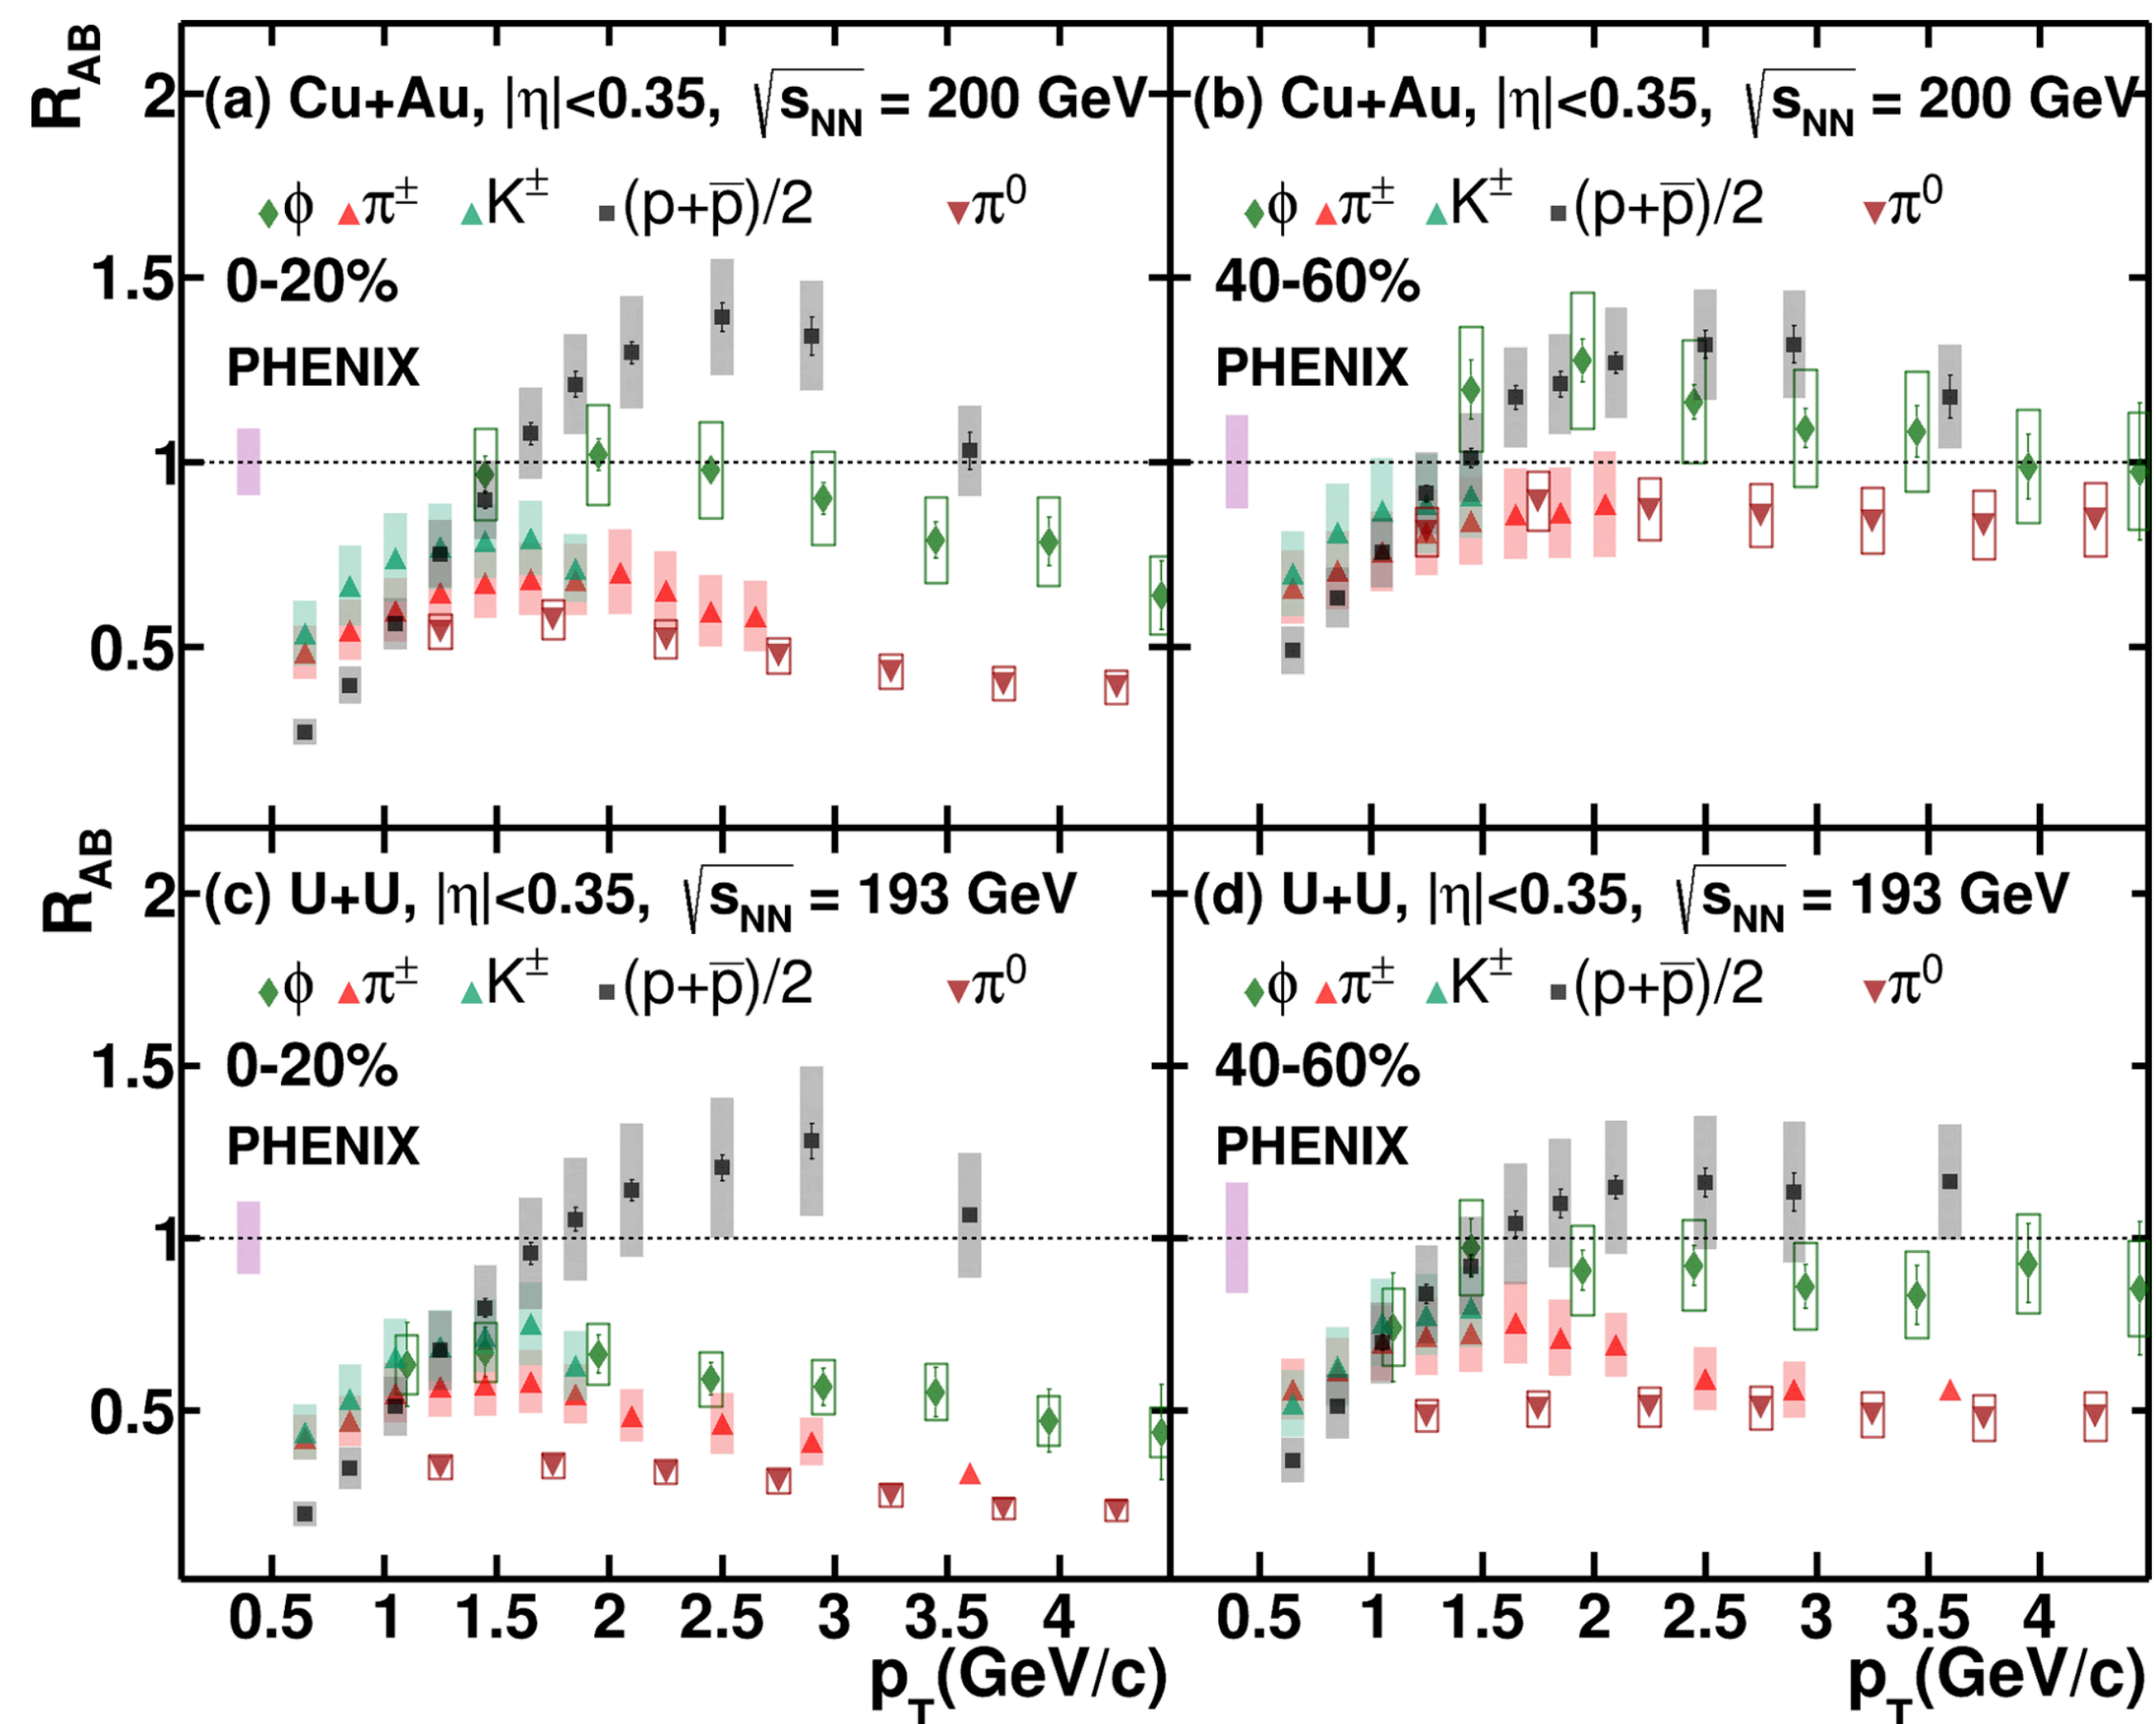 R_AB
2 (a) Cu+Au, |η|<0.35, √s_NN = 200 GeV
ϕ π± K± (p+p̅)/2 π⁰
1.5 0-20%
PHENIX
1
0.5
(b) Cu+Au, |η|<0.35, √s_NN = 200 GeV
ϕ π± K± (p+p̅)/2 π⁰
40-60%
PHENIX
R_AB
2 (c) U+U, |η|<0.35, √s_NN = 193 GeV
ϕ π± K± (p+p̅)/2 π⁰
1.5 0-20%
PHENIX
1
0.5
(d) U+U, |η|<0.35, √s_NN = 193 GeV
ϕ π± K± (p+p̅)/2 π⁰
40-60%
PHENIX
0.5 1 1.5 2 2.5 3 3.5 4
p_T(GeV/c)
0.5 1 1.5 2 2.5 3 3.5 4
p_T(GeV/c)